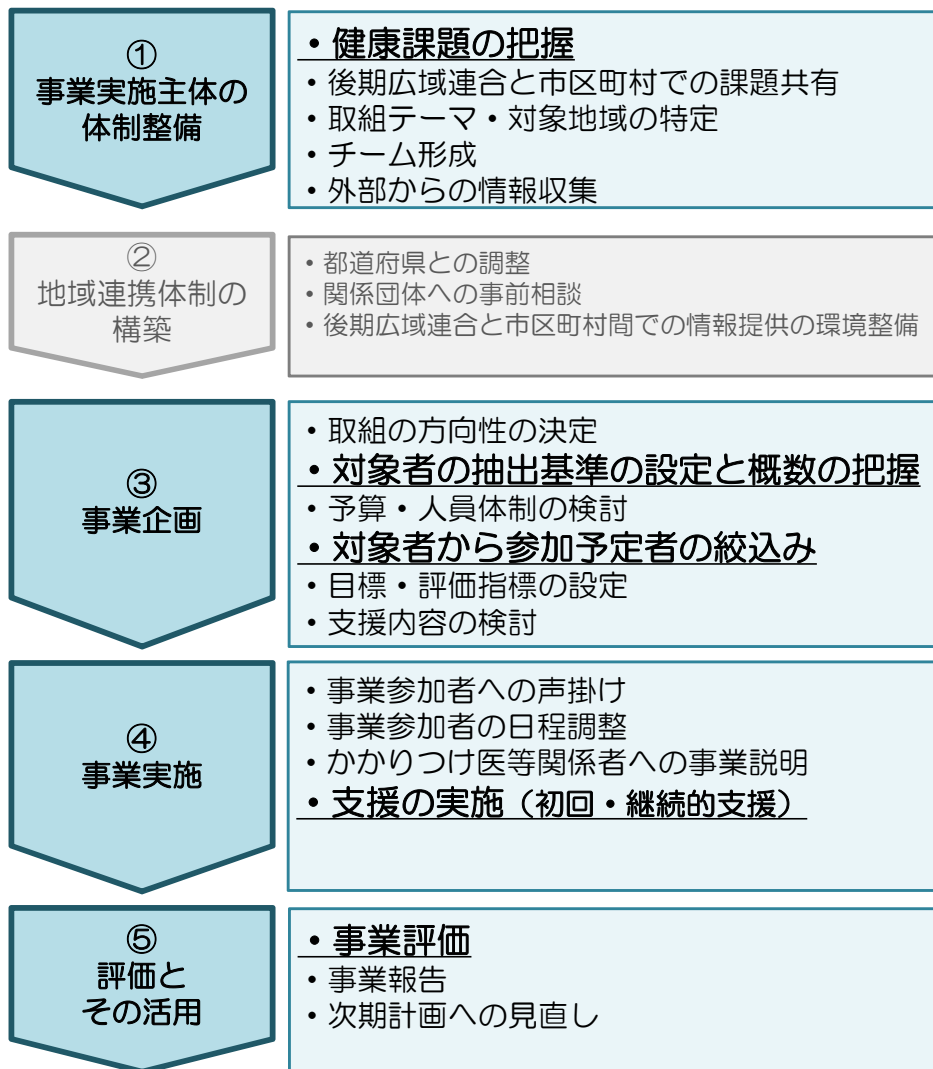 ①
事業実施主体の
体制整備
・健康課題の把握
・後期広域連合と市区町村での課題共有
・取組テーマ・対象地域の特定
・チーム形成
・外部からの情報収集
②
地域連携体制の
構築
・都道府県との調整
・関係団体への事前相談
・後期広域連合と市区町村間での情報提供の環境整備
③
事業企画
・取組の方向性の決定
・対象者の抽出基準の設定と概数の把握
・予算・人員体制の検討
・対象者から参加予定者の絞込み
・目標・評価指標の設定
・支援内容の検討
④
事業実施
・事業参加者への声掛け
・事業参加者の日程調整
・かかりつけ医等関係者への事業説明
・支援の実施（初回・継続的支援）
⑤
評価と
その活用
・事業評価
・事業報告
・次期計画への見直し